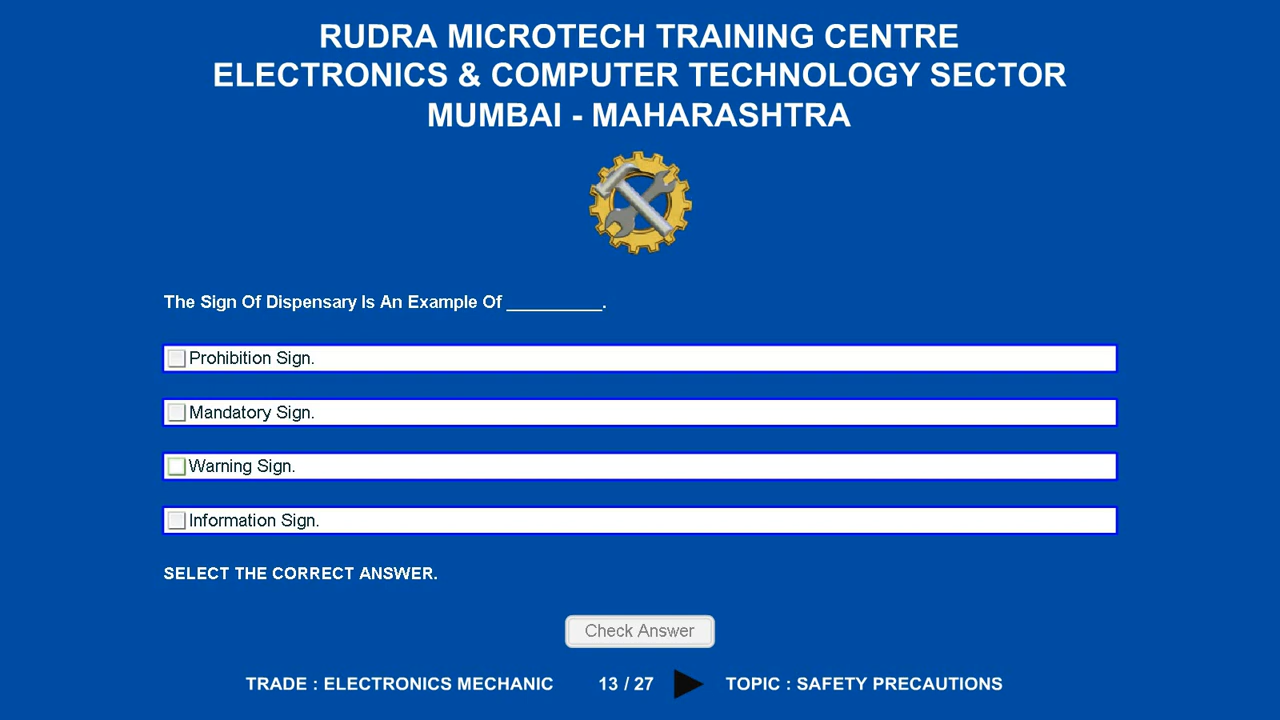 RUDRA MICROTECH TRAINING CENTRE
ELECTRONICS & COMPUTER TECHNOLOGY SECTOR
MUMBAI - MAHARASHTRA
The Sign Of Dispensary Is An Example Of __________.
Prohibition Sign.
Mandatory Sign.
Warning Sign.
Information Sign.
SELECT THE CORRECT ANSWER.
Check Answer
TRADE : ELECTRONICS MECHANIC 13 / 27 TOPIC : SAFETY PRECAUTIONS